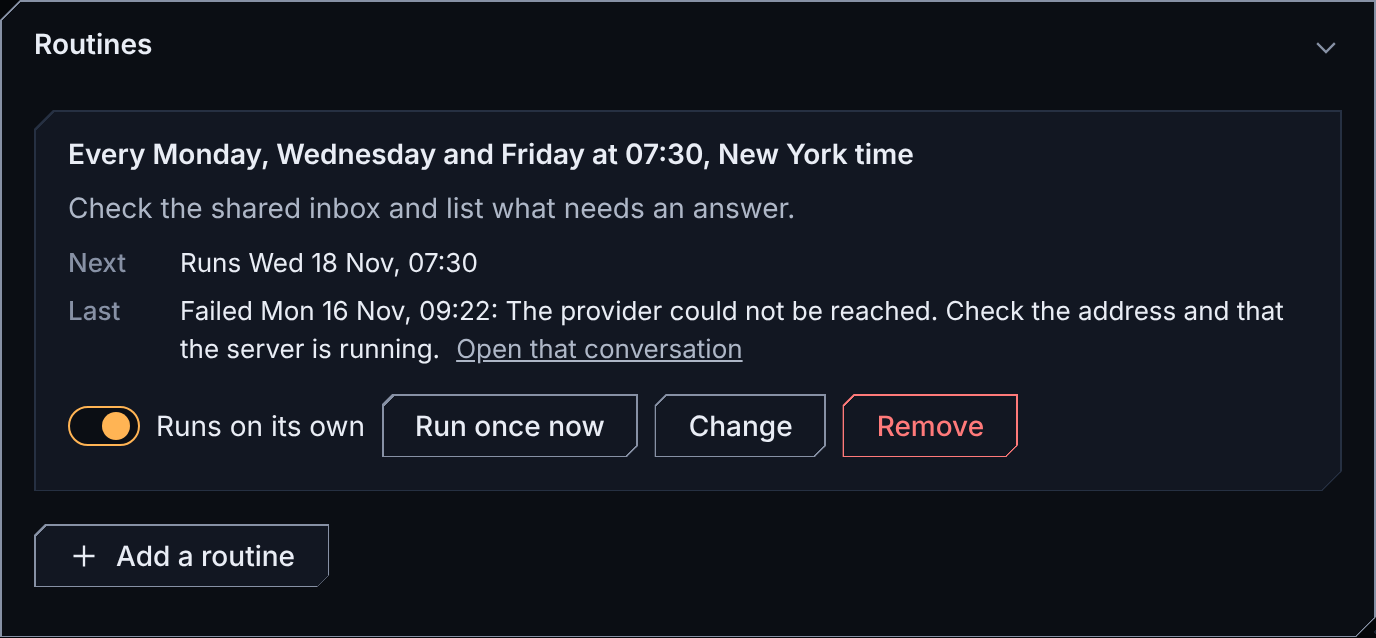 Routines
Every Monday, Wednesday and Friday at 07:30, New York time
Check the shared inbox and list what needs an answer.
Next Runs Wed 18 Nov, 07:30
Last Failed Mon 16 Nov, 09:22: The provider could not be reached. Check the address and that
the server is running. Open that conversation
Runs on its own Run once now Change Remove
+ Add a routine